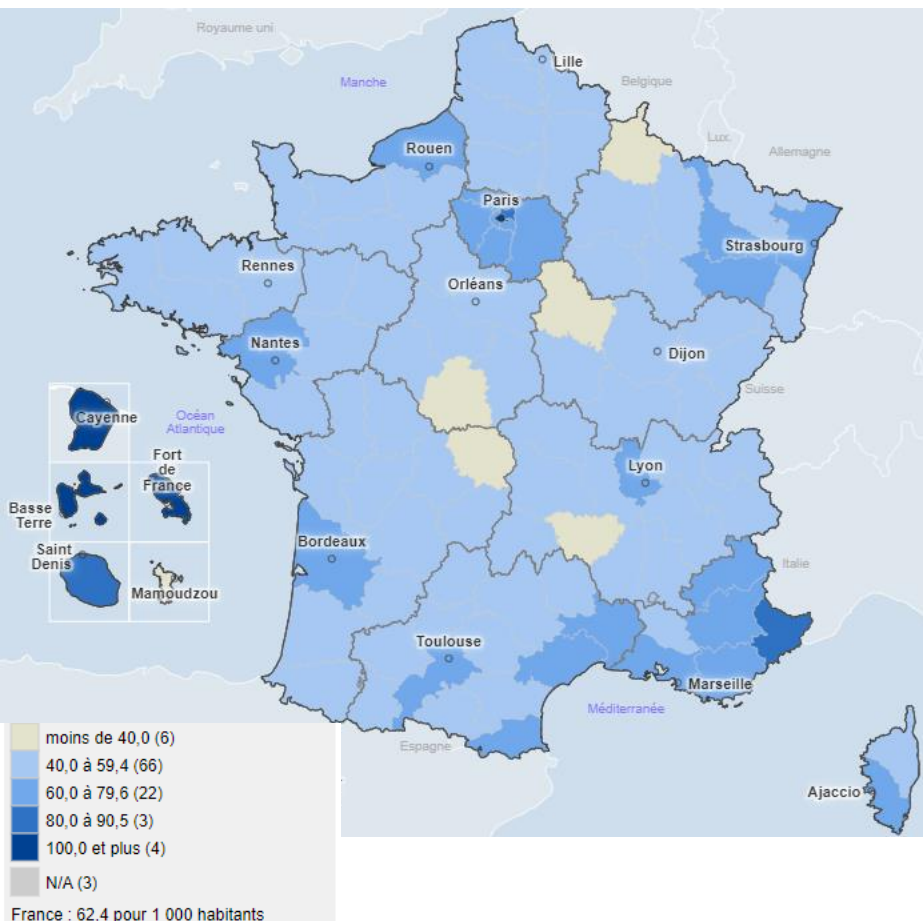 Royaume uni
Manche
Lille
Belgique
Lux.
Allemagne
Rouen
Paris
Strasbourg
Rennes
Orléans
Nantes
Dijon
Suisse
Cayenne
Océan
Atlantique
Fort
de
France
Basse
Terre
Lyon
Saint
Denis
Mamoudzou
Bordeaux
Italie
Toulouse
Marseille
Méditerranée
Espagne
Ajaccio
moins de 40,0 (6)
40,0 à 59,4 (66)
60,0 à 79,6 (22)
80,0 à 90,5 (3)
100,0 et plus (4)
N/A (3)
France : 62,4 pour 1 000 habitants